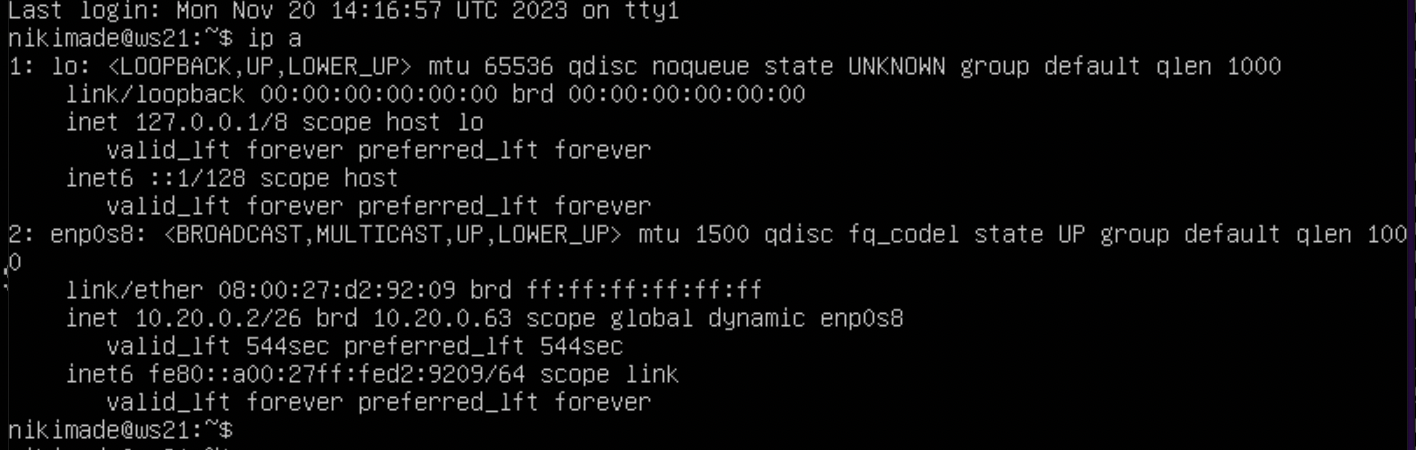 Last login: Mon Nov 20 14:16:57 UTC 2023 on tty1
nikimade@ws21:~$ ip a
1: lo: <LOOPBACK,UP,LOWER_UP> mtu 65536 qdisc noqueue state UNKNOWN group default qlen 1000
    link/loopback 00:00:00:00:00:00 brd 00:00:00:00:00:00
    inet 127.0.0.1/8 scope host lo
       valid_lft forever preferred_lft forever
    inet6 ::1/128 scope host
       valid_lft forever preferred_lft forever
2: enp0s8: <BROADCAST,MULTICAST,UP,LOWER_UP> mtu 1500 qdisc fq_codel state UP group default qlen 100
0
    link/ether 08:00:27:d2:92:09 brd ff:ff:ff:ff:ff:ff
    inet 10.20.0.2/26 brd 10.20.0.63 scope global dynamic enp0s8
       valid_lft 544sec preferred_lft 544sec
    inet6 fe80::a00:27ff:fed2:9209/64 scope link
       valid_lft forever preferred_lft forever
nikimade@ws21:~$